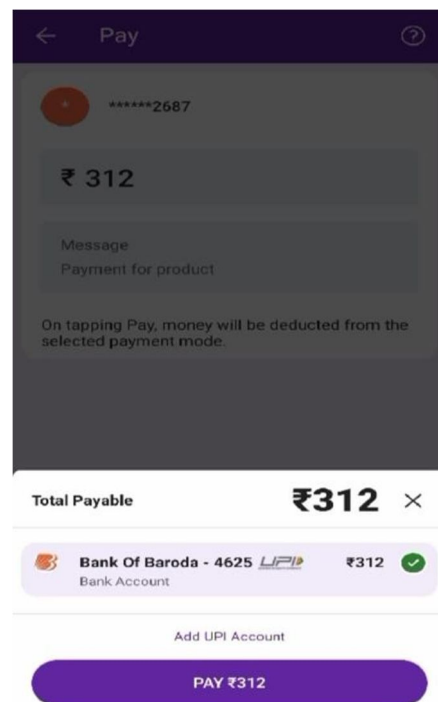 Pay
*
******2687
₹ 312
Message
Payment for product
On tapping Pay, money will be deducted from the
selected payment mode.
Total Payable ₹312
Bank Of Baroda - 4625 UPI ₹312
Bank Account
Add UPI Account
PAY ₹312